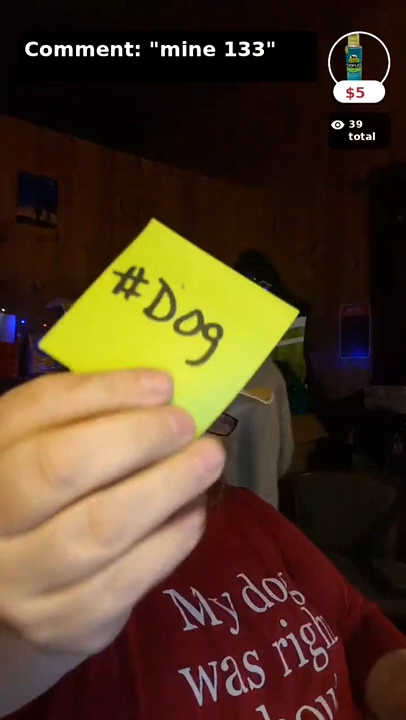 Comment: "mine 133"
$5
39
total
#Dog
My dog
was righ